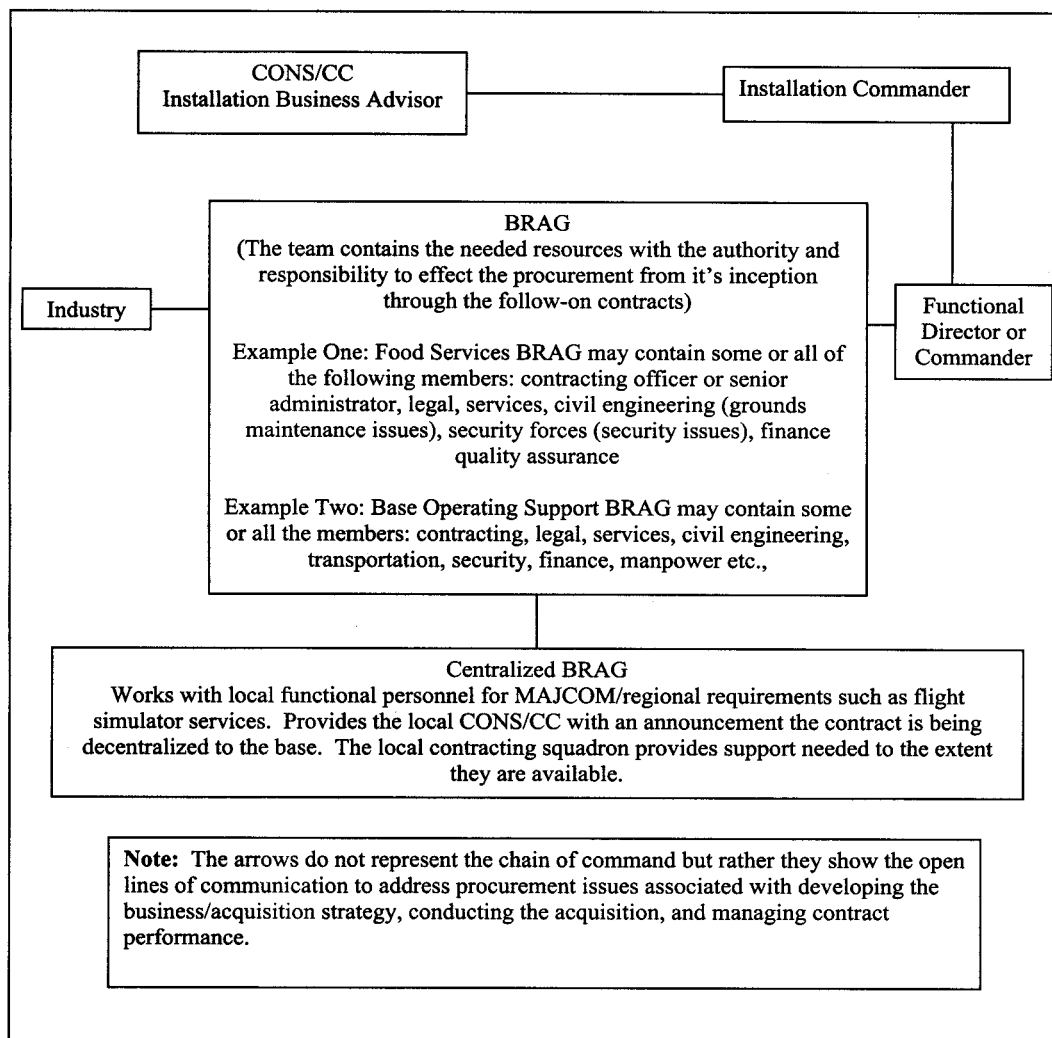 CONS/CC
Installation Business Advisor
Installation Commander
BRAG
(The team contains the needed resources with the authority and
responsibility to effect the procurement from it's inception
through the follow-on contracts)
Industry
Functional
Director or
Commander
Example One: Food Services BRAG may contain some or all of
the following members: contracting officer or senior
administrator, legal, services, civil engineering (grounds
maintenance issues), security forces (security issues), finance
quality assurance
Example Two: Base Operating Support BRAG may contain some
or all the members: contracting, legal, services, civil engineering,
transportation, security, finance, manpower etc.,
Centralized BRAG
Works with local functional personnel for MAJCOM/regional requirements such as flight
simulator services. Provides the local CONS/CC with an announcement the contract is being
decentralized to the base. The local contracting squadron provides support needed to the extent
they are available.
Note: The arrows do not represent the chain of command but rather they show the open
lines of communication to address procurement issues associated with developing the
business/acquisition strategy, conducting the acquisition, and managing contract
performance.